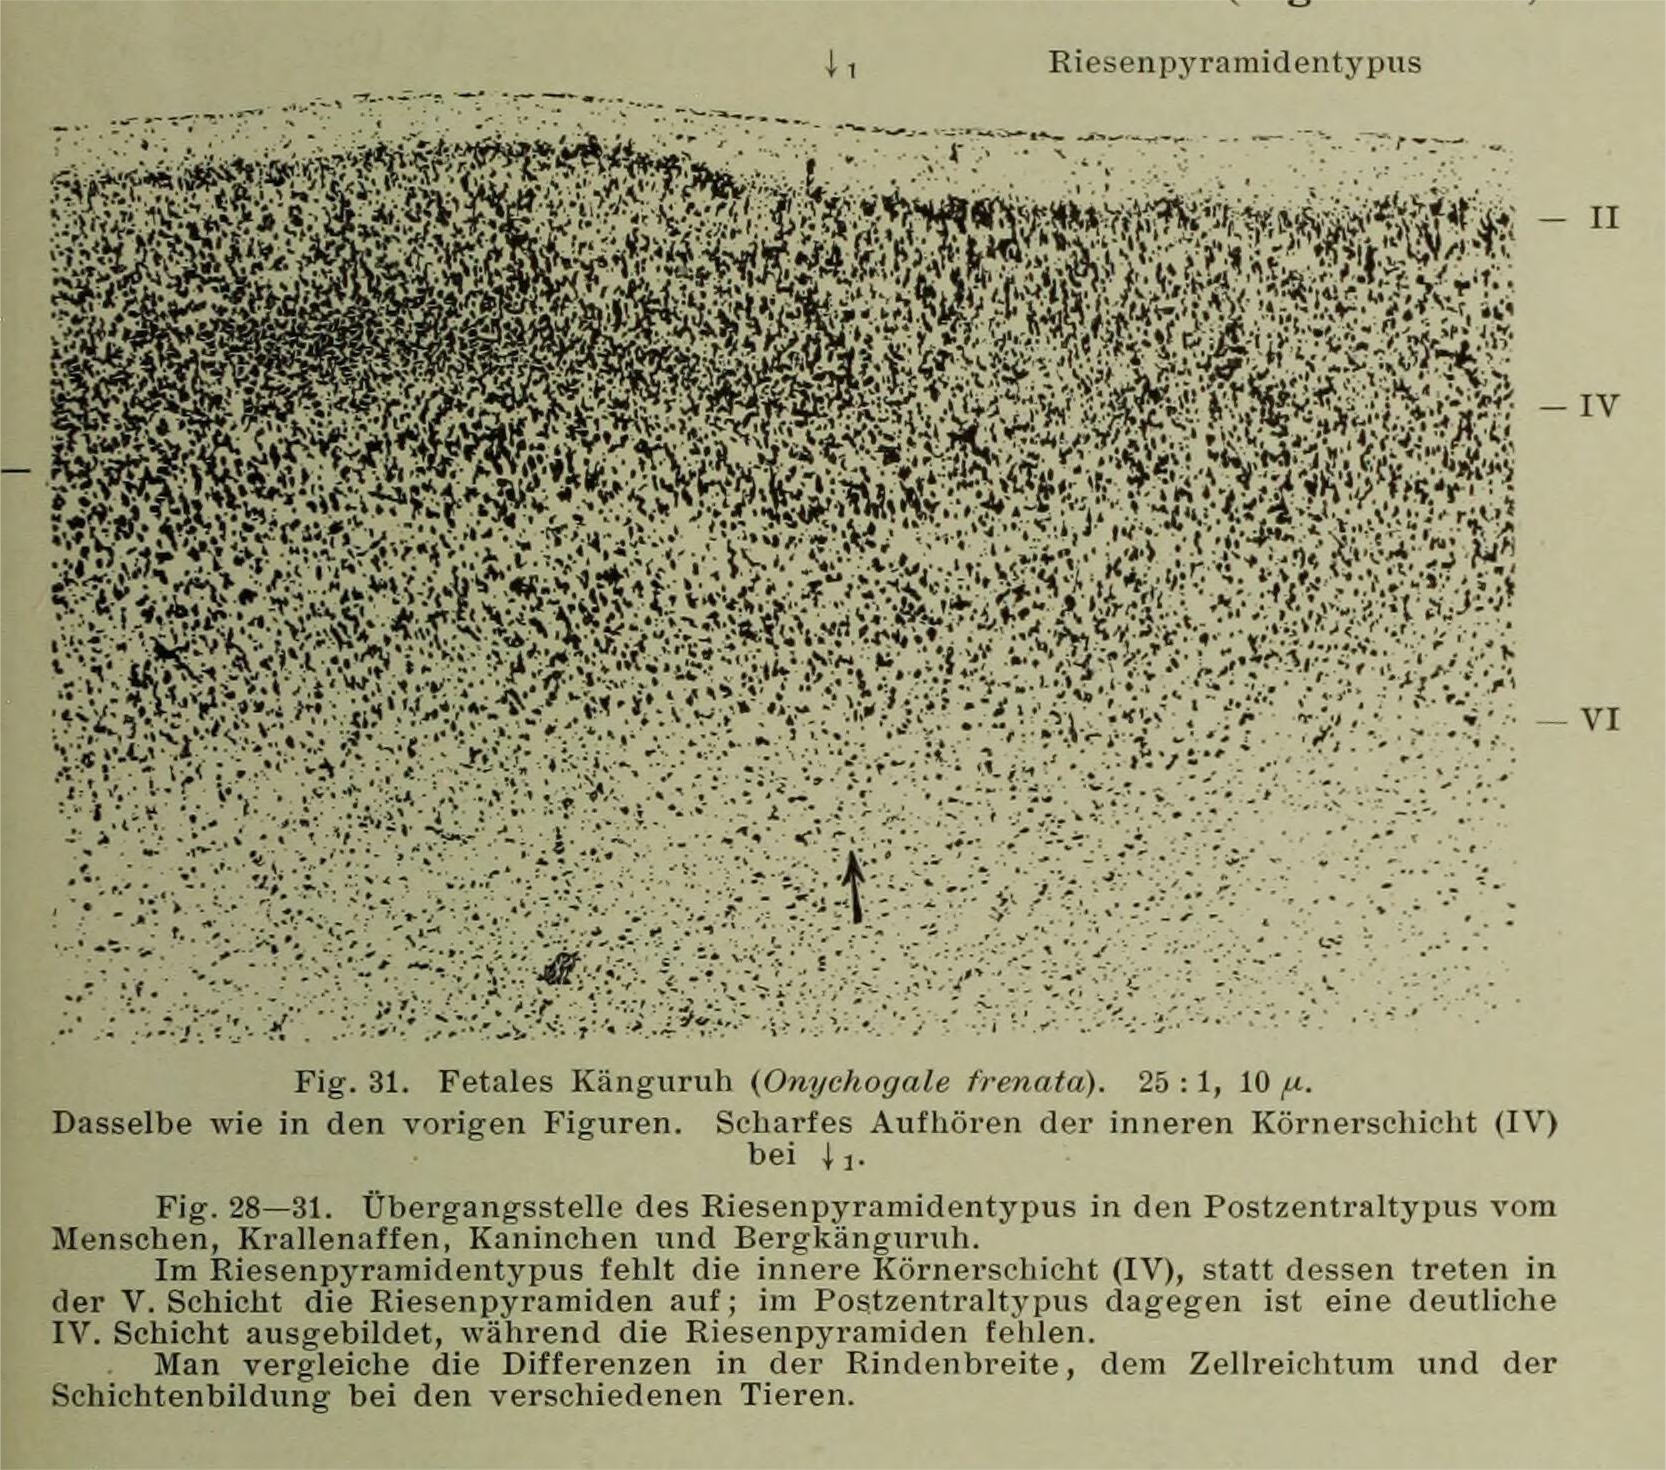 ↓ 1 Riesenpyramidentypus
— II
— IV
— VI
Fig. 31. Fetales Känguruh (Onychogale frenata). 25 : 1, 10 μ.
Dasselbe wie in den vorigen Figuren. Scharfes Aufhören der inneren Körnerschicht (IV)
bei ↓ 1.
Fig. 28—31. Übergangsstelle des Riesenpyramidentypus in den Postzentraltypus vom
Menschen, Krallenaffen, Kaninchen und Bergkänguruh.
Im Riesenpyramidentypus fehlt die innere Körnerschicht (IV), statt dessen treten in
der V. Schicht die Riesenpyramiden auf; im Postzentraltypus dagegen ist eine deutliche
IV. Schicht ausgebildet, während die Riesenpyramiden fehlen.
Man vergleiche die Differenzen in der Rindenbreite, dem Zellreichtum und der
Schichtenbildung bei den verschiedenen Tieren.